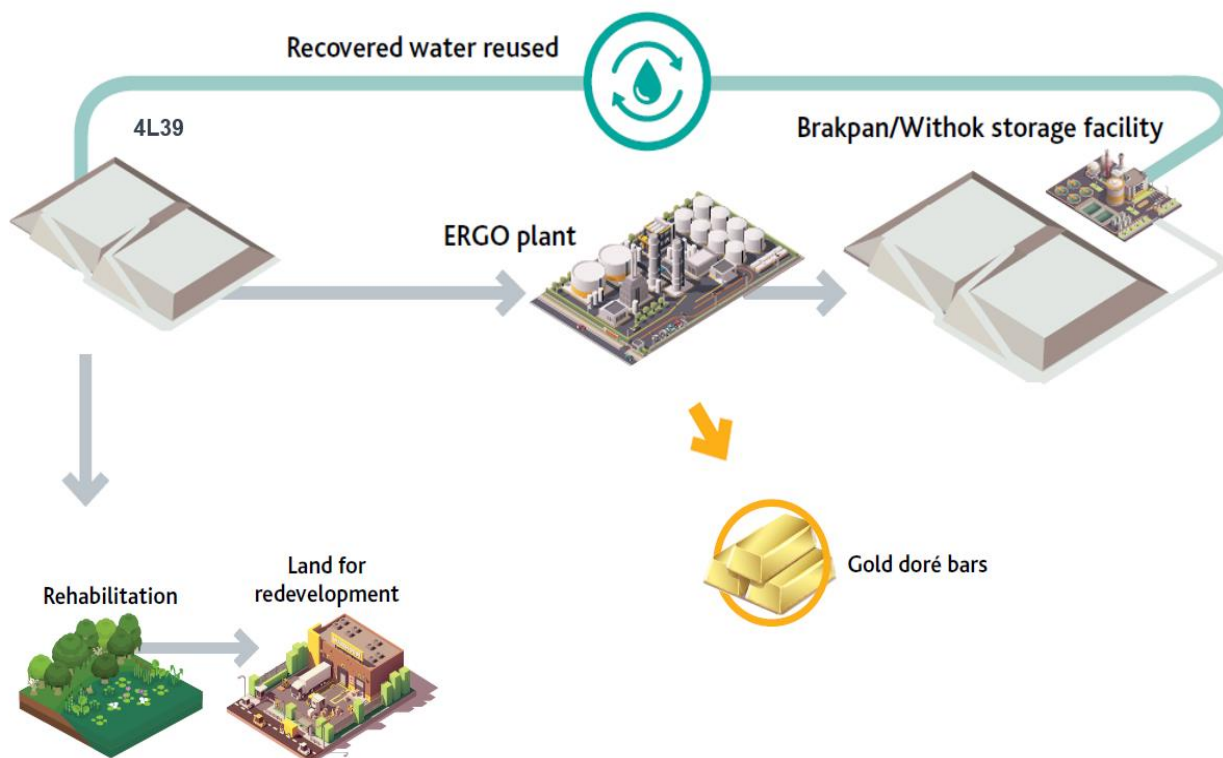 Recovered water reused
4L39
Brakpan/Withok storage facility
ERGO plant
Gold doré bars
Land for
redevelopment
Rehabilitation